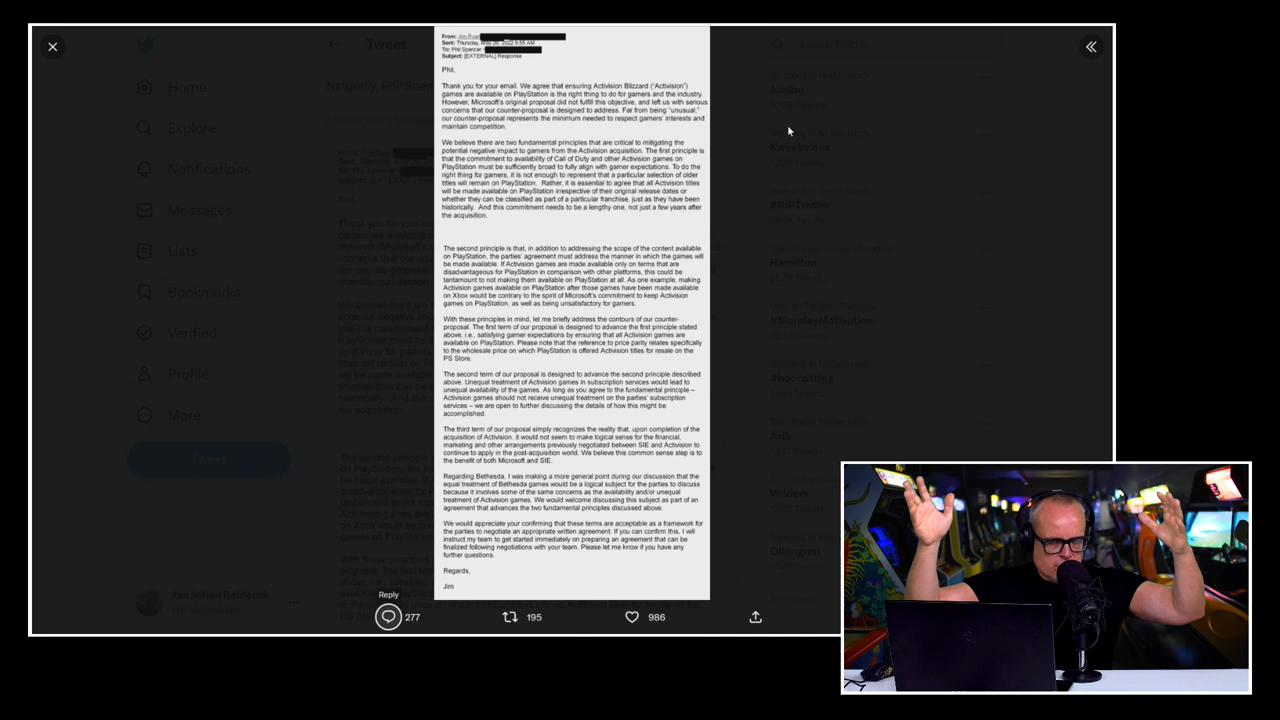 Tweet
Home
Explore
Notifications
Messages
Lists
Bookmarks
Verified
Profile
More
Tweet
Jan Johan Belderok
From: Jim Ryan
Sent: Thursday, May 26, 2022 9:55 AM
To: Phil Spencer
Subject: [EXTERNAL] Response
Phil,
Thank you for your email. We agree that ensuring Activision Blizzard ("Activision")
games are available on PlayStation is the right thing to do for gamers and the industry.
However, Microsoft's original proposal did not fulfill this objective, and left us with serious
concerns that our counter-proposal is designed to address. Far from being "unusual,"
our counter-proposal represents the minimum needed to respect gamers' interests and
maintain competition.
We believe there are two fundamental principles that are critical to mitigating the
potential negative impact to gamers from the Activision acquisition. The first principle is
that the commitment to availability of Call of Duty and other Activision games on
PlayStation must be sufficiently broad to fully align with gamer expectations. To do the
right thing for gamers, it is not enough to represent that a particular selection of older
titles will remain on PlayStation. Rather, it is essential to agree that all Activision titles
will be made available on PlayStation irrespective of their original release dates or
whether they can be classified as part of a particular franchise, just as they have been
historically. And this commitment needs to be a lengthy one, not just a few years after
the acquisition.
The second principle is that, in addition to addressing the scope of the content available
on PlayStation, the parties' agreement must address the manner in which the games will
be made available. If Activision games are made available only on terms that are
disadvantageous for PlayStation in comparison with other platforms, this could be
tantamount to not making them available on PlayStation at all. As one example, making
Activision games available on PlayStation after those games have been made available
on Xbox would be contrary to the spirit of Microsoft's commitment to keep Activision
games on PlayStation, as well as being unsatisfactory for gamers.
With these principles in mind, let me briefly address the contours of our counter-
proposal. The first term of our proposal is designed to advance the first principle stated
above, i.e., satisfying gamer expectations by ensuring that all Activision games are
available on PlayStation. Please note that the reference to price parity relates specifically
to the wholesale price on which PlayStation is offered Activision titles for resale on the
PS Store.
The second term of our proposal is designed to advance the second principle described
above. Unequal treatment of Activision games in subscription services would lead to
unequal availability of the games. As long as you agree to the fundamental principle –
Activision games should not receive unequal treatment on the parties' subscription
services – we are open to further discussing the details of how this might be
accomplished.
The third term of our proposal simply recognizes the reality that, upon completion of the
acquisition of Activision, it would not seem to make logical sense for the financial,
marketing and other arrangements previously negotiated between SIE and Activision to
continue to apply in the post-acquisition world. We believe this common sense step is to
the benefit of both Microsoft and SIE.
Regarding Bethesda, I was making a more general point during our discussion that the
equal treatment of Bethesda games would be a logical subject for the parties to discuss
because it involves some of the same concerns as the availability and/or unequal
treatment of Activision games. We would welcome discussing this subject as part of an
agreement that advances the two fundamental principles discussed above.
We would appreciate your confirming that these terms are acceptable as a framework for
the parties to negotiate an appropriate written agreement. If you can confirm this, I will
instruct my team to get started immediately on preparing an agreement that can be
finalized following negotiations with your team. Please let me know if you have any
further questions.
Regards,
Jim
Reply
277
195
986
Jumbo
Kweekvlees
#RIPTwitter
Hamilton
#MondayMotivation
Arib
Wilders
Ollongren